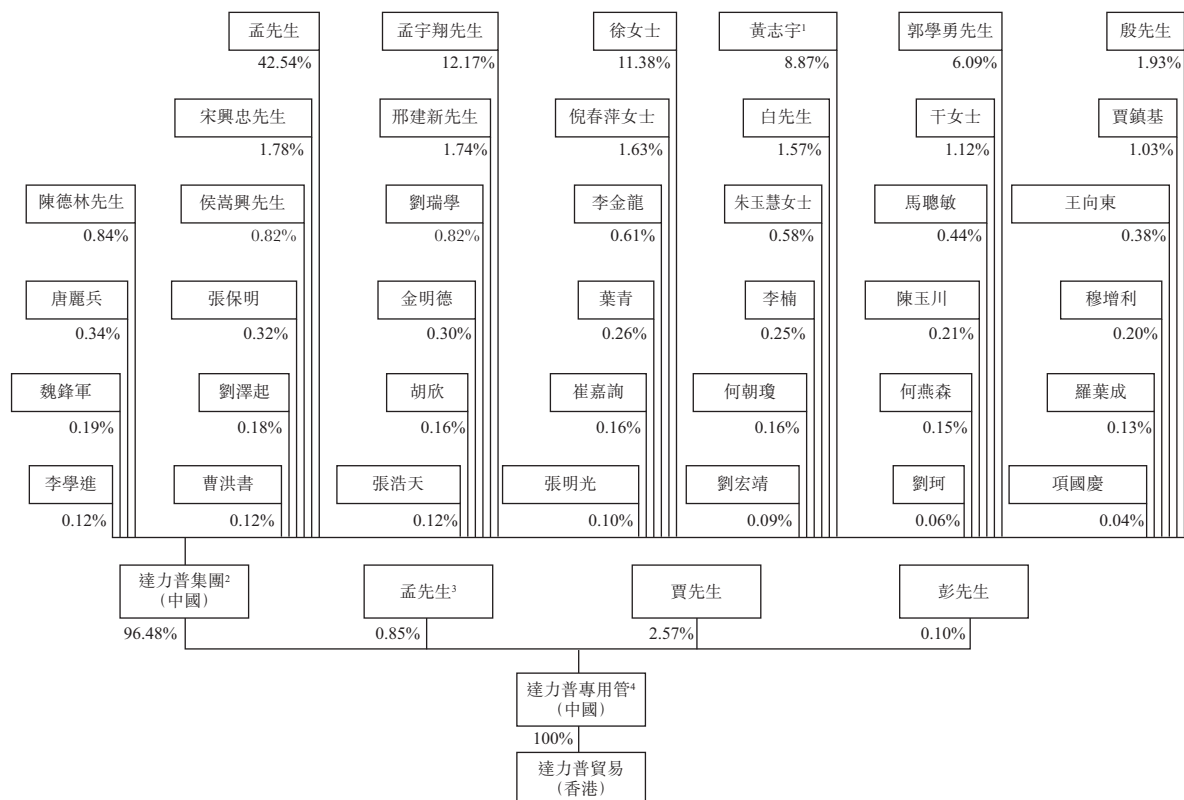 孟先生
孟宇翔先生
徐女士
黃志宇¹
郭學勇先生
殷先生
42.54%
12.17%
11.38%
8.87%
6.09%
1.93%
宋興忠先生
邢建新先生
倪春萍女士
白先生
干女士
賈鎮基
1.78%
1.74%
1.63%
1.57%
1.12%
1.03%
陳德林先生
侯嵩興先生
劉瑞學
李金龍
朱玉慧女士
馬聰敏
王向東
0.84%
0.82%
0.82%
0.61%
0.58%
0.44%
0.38%
唐麗兵
張保明
金明德
葉青
李楠
陳玉川
穆增利
0.34%
0.32%
0.30%
0.26%
0.25%
0.21%
0.20%
魏鋒軍
劉澤起
胡欣
崔嘉詢
何朝瓊
何燕森
羅葉成
0.19%
0.18%
0.16%
0.16%
0.16%
0.15%
0.13%
李學進
曹洪書
張浩天
張明光
劉宏靖
劉珂
項國慶
0.12%
0.12%
0.12%
0.10%
0.09%
0.06%
0.04%
達力普集團²
(中國)
孟先生³
賈先生
彭先生
96.48%
0.85%
2.57%
0.10%
達力普專用管⁴
(中國)
100%
達力普貿易
(香港)